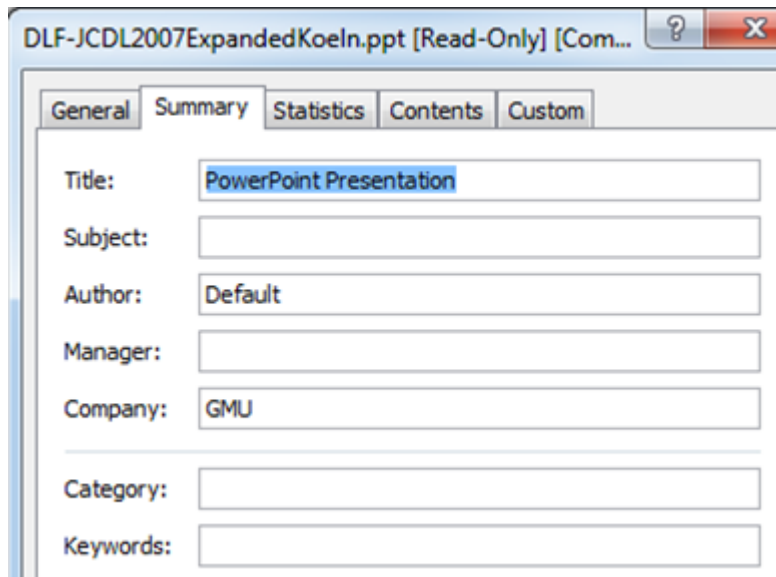 DLF-JCDL2007ExpandedKoeln.ppt [Read-Only] [Com...
General Summary Statistics Contents Custom
Title: PowerPoint Presentation
Subject:
Author: Default
Manager:
Company: GMU
Category:
Keywords: